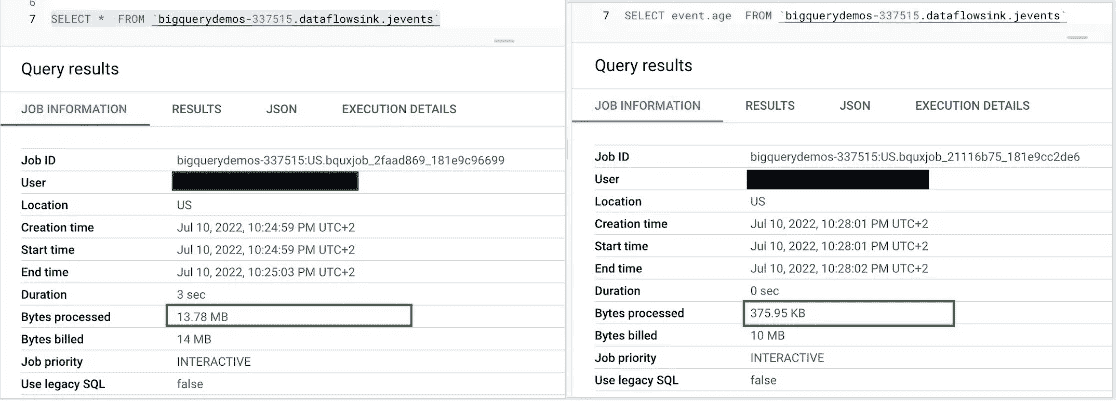 6
7 SELECT * FROM `bigquerydemos-337515.dataflowsink.jevents`
Query results
JOB INFORMATION RESULTS JSON EXECUTION DETAILS
Job ID bigquerydemos-337515:US.bquxjob_2faad869_181e9c96699
User
Location US
Creation time Jul 10, 2022, 10:24:59 PM UTC+2
Start time Jul 10, 2022, 10:24:59 PM UTC+2
End time Jul 10, 2022, 10:25:03 PM UTC+2
Duration 3 sec
Bytes processed 13.78 MB
Bytes billed 14 MB
Job priority INTERACTIVE
Use legacy SQL false
7 SELECT event.age FROM `bigquerydemos-337515.dataflowsink.jevents`
Query results
JOB INFORMATION RESULTS JSON EXECUTION DETAILS
Job ID bigquerydemos-337515:US.bquxjob_21116b75_181e9cc2de6
User
Location US
Creation time Jul 10, 2022, 10:28:01 PM UTC+2
Start time Jul 10, 2022, 10:28:01 PM UTC+2
End time Jul 10, 2022, 10:28:02 PM UTC+2
Duration 0 sec
Bytes processed 375.95 KB
Bytes billed 10 MB
Job priority INTERACTIVE
Use legacy SQL false